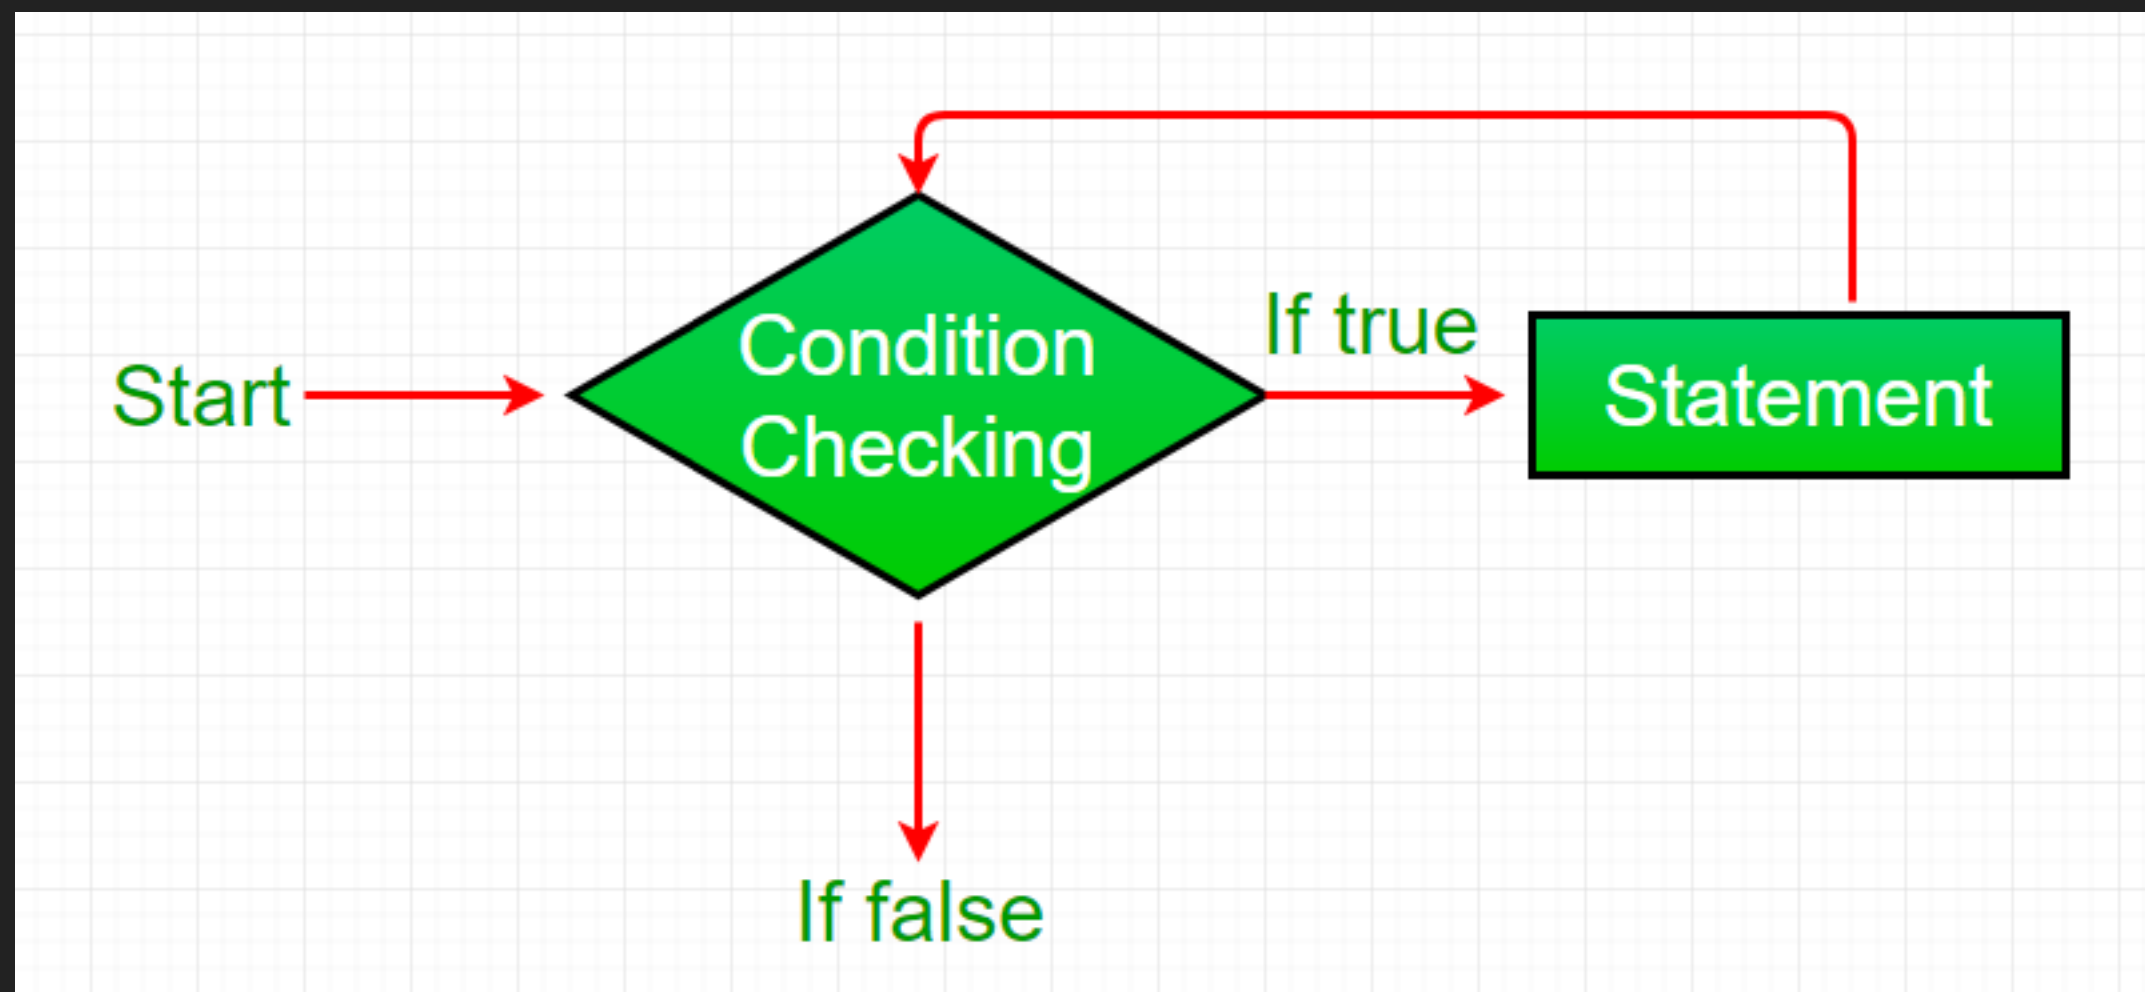 Start
Condition
Checking
If true
Statement
If false